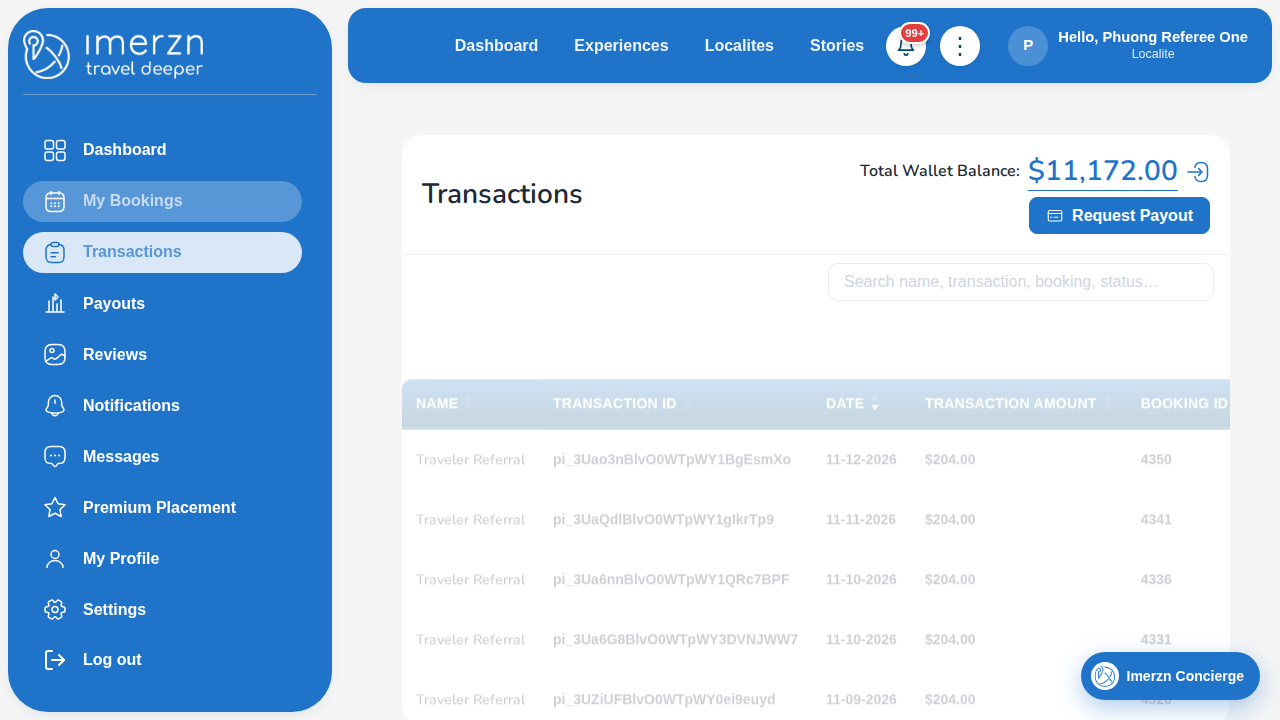 imerzn
travel deeper
Dashboard
My Bookings
Transactions
Payouts
Reviews
Notifications
Messages
Premium Placement
My Profile
Settings
Log out
Dashboard Experiences Localites Stories
99+
P
Hello, Phuong Referee One
Localite
Transactions
Total Wallet Balance: $11,172.00
Request Payout
Search name, transaction, booking, status…
NAME TRANSACTION ID DATE TRANSACTION AMOUNT BOOKING ID
Traveler Referral pi_3Uao3nBlvO0WTpWY1BgEsmXo 11-12-2026 $204.00 4350
Traveler Referral pi_3UaQdlBlvO0WTpWY1gIkrTp9 11-11-2026 $204.00 4341
Traveler Referral pi_3Ua6nnBlvO0WTpWY1QRc7BPF 11-10-2026 $204.00 4336
Traveler Referral pi_3Ua6G8BlvO0WTpWY3DVNJWW7 11-10-2026 $204.00 4331
Traveler Referral pi_3UZiUFBlvO0WTpWY0ei9euyd 11-09-2026 $204.00
Imerzn Concierge